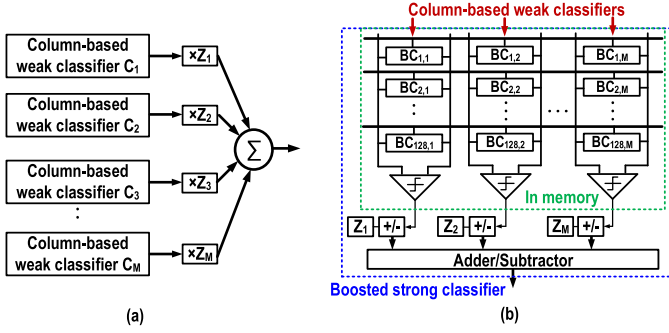 Column-based
weak classifier C1
×Z1
Column-based
weak classifier C2
×Z2
Column-based
weak classifier C3
×Z3
Column-based
weak classifier CM
×ZM
Σ
(a)
Column-based weak classifiers
BC1,1 BC1,2 BC1,M
BC2,1 BC2,2 BC2,M
...
BC128,1 BC128,2 BC128,M
In memory
Z1 +/- Z2 +/- ZM +/-
Adder/Subtractor
Boosted strong classifier
(b)